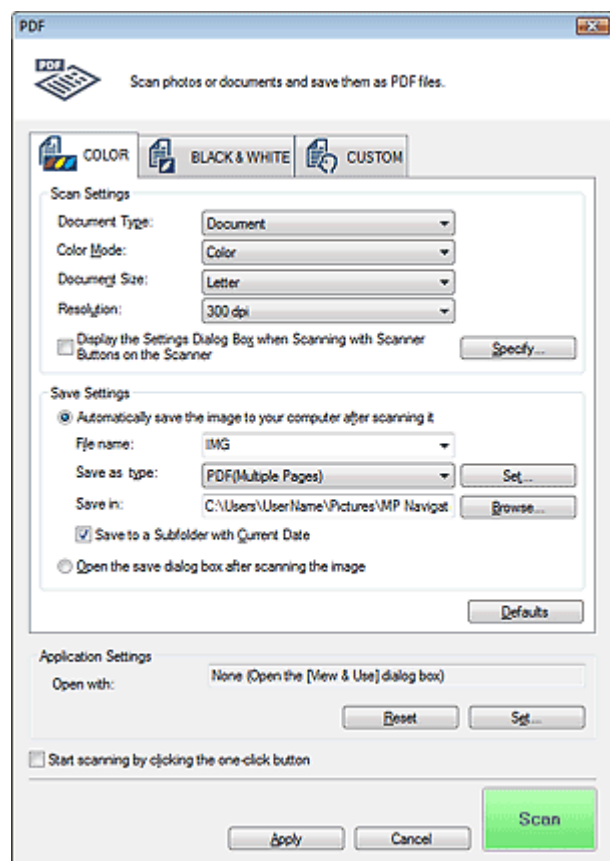 PDF
PDF
Scan photos or documents and save them as PDF files.
COLOR BLACK & WHITE CUSTOM
Scan Settings
Document Type: Document
Color Mode: Color
Document Size: Letter
Resolution: 300 dpi
Display the Settings Dialog Box when Scanning with Scanner
Buttons on the Scanner
Specify...
Save Settings
Automatically save the image to your computer after scanning it
File name: IMG
Save as type: PDF(Multiple Pages) Set...
Save in: C:\Users\UserName\Pictures\MP Navigat Browse...
Save to a Subfolder with Current Date
Open the save dialog box after scanning the image
Defaults
Application Settings
Open with: None (Open the [View & Use] dialog box)
Reset Set...
Start scanning by clicking the one-click button
Scan
Apply Cancel